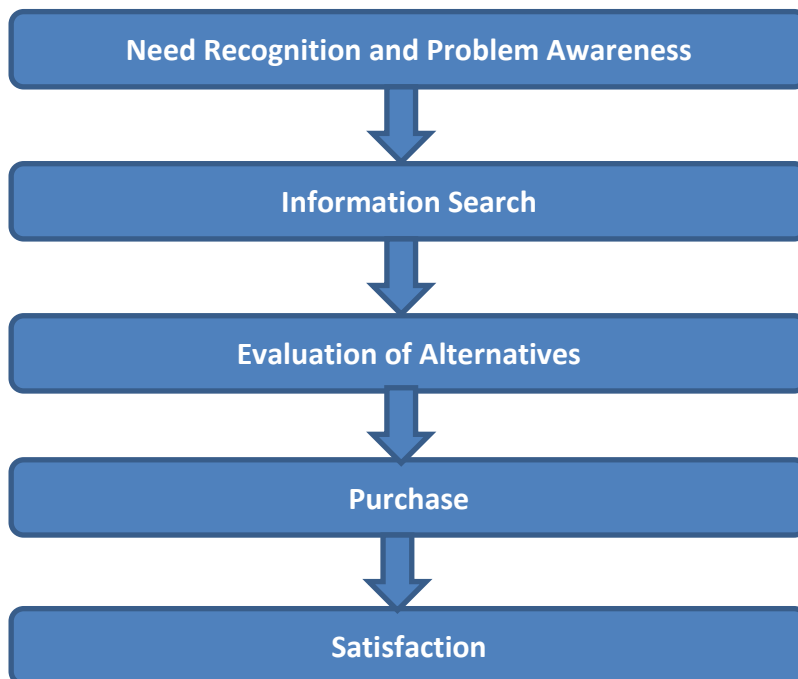 Need Recognition and Problem Awareness
Information Search
Evaluation of Alternatives
Purchase
Satisfaction